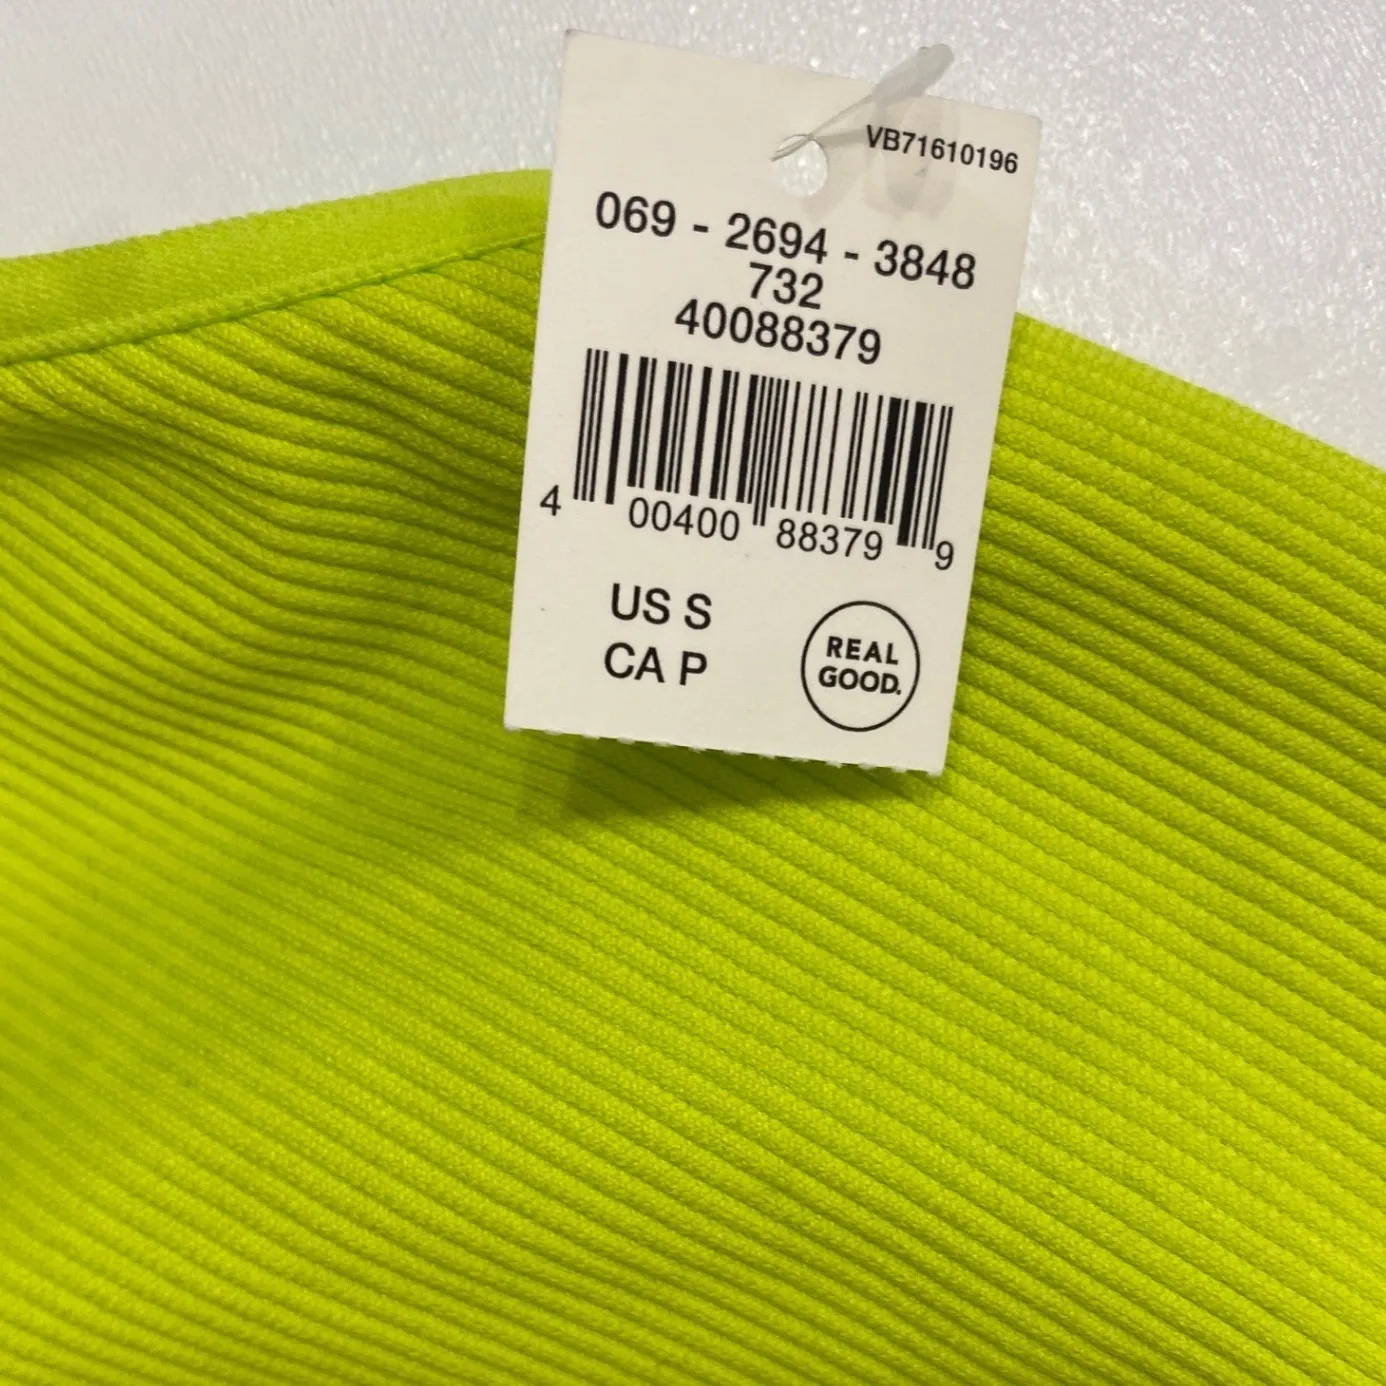 VB71610196
069 - 2694 - 3848
732
40088379
4 00400 88379 9
US S
CA P
REAL
GOOD.